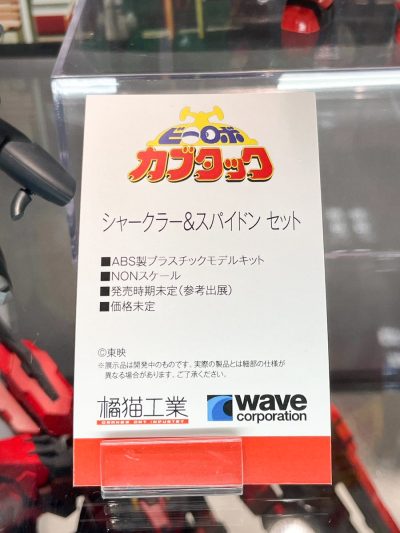 ビーロボ
カブタック
シャークラー&スパイドン セット
■ABS製プラスチックモデルキット
■NONスケール
■発売時期未定(参考出展)
■価格未定
©東映
※展示品は開発中のものです。実際の製品とは細部の仕様が
異なる場合があります。ご了承ください。
橘猫工業
ORANGE CAT INDUSTRY
wave
corporation